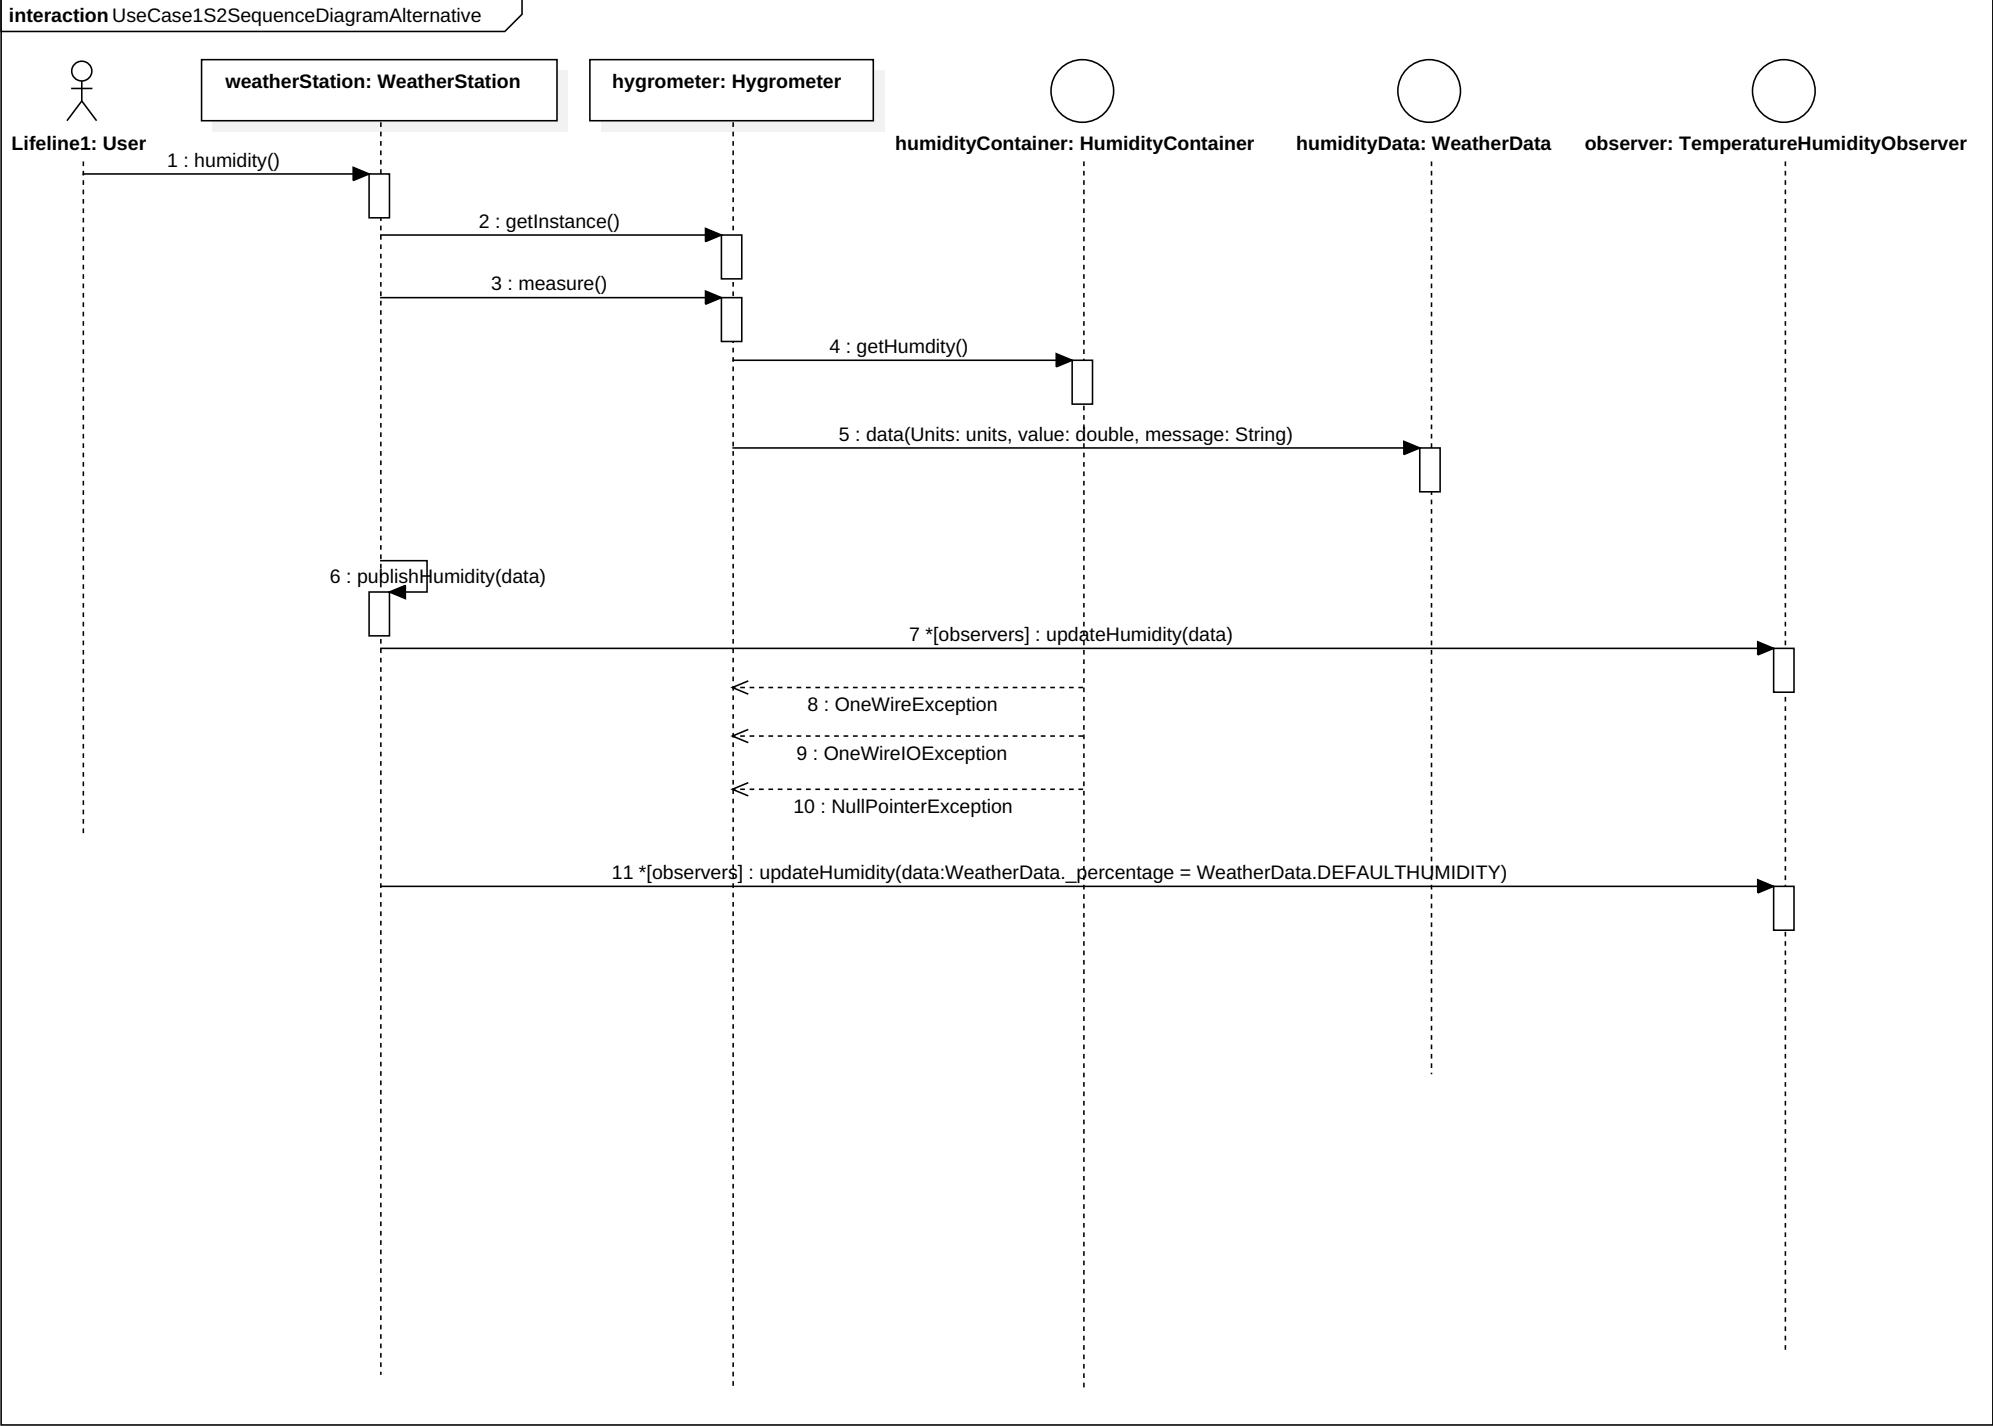 interaction UseCase1S2SequenceDiagramAlternative
weatherStation: WeatherStation
hygrometer: Hygrometer
Lifeline1: User
humidityContainer: HumidityContainer
humidityData: WeatherData
observer: TemperatureHumidityObserver
1 : humidity()
2 : getInstance()
3 : measure()
4 : getHumdity()
5 : data(Units: units, value: double, message: String)
6 : publishHumidity(data)
7 *[observers] : updateHumidity(data)
8 : OneWireException
9 : OneWireIOException
10 : NullPointerException
11 *[observers] : updateHumidity(data:WeatherData._percentage = WeatherData.DEFAULTHUMIDITY)